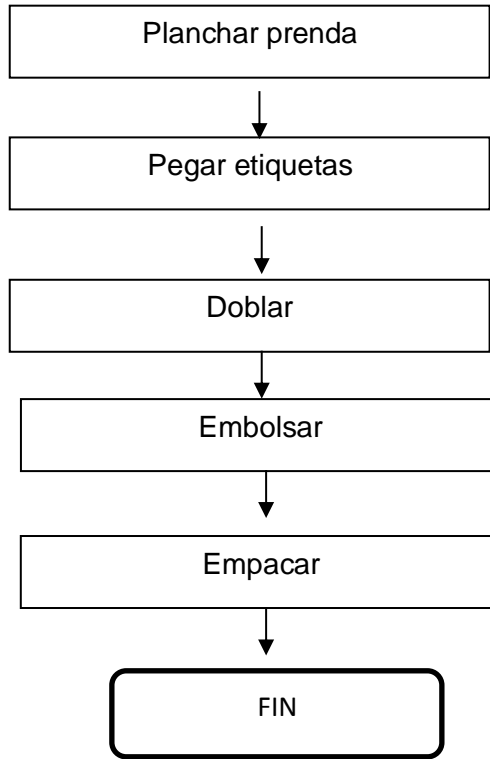 Planchar prenda
Pegar etiquetas
Doblar
Embolsar
Empacar
FIN